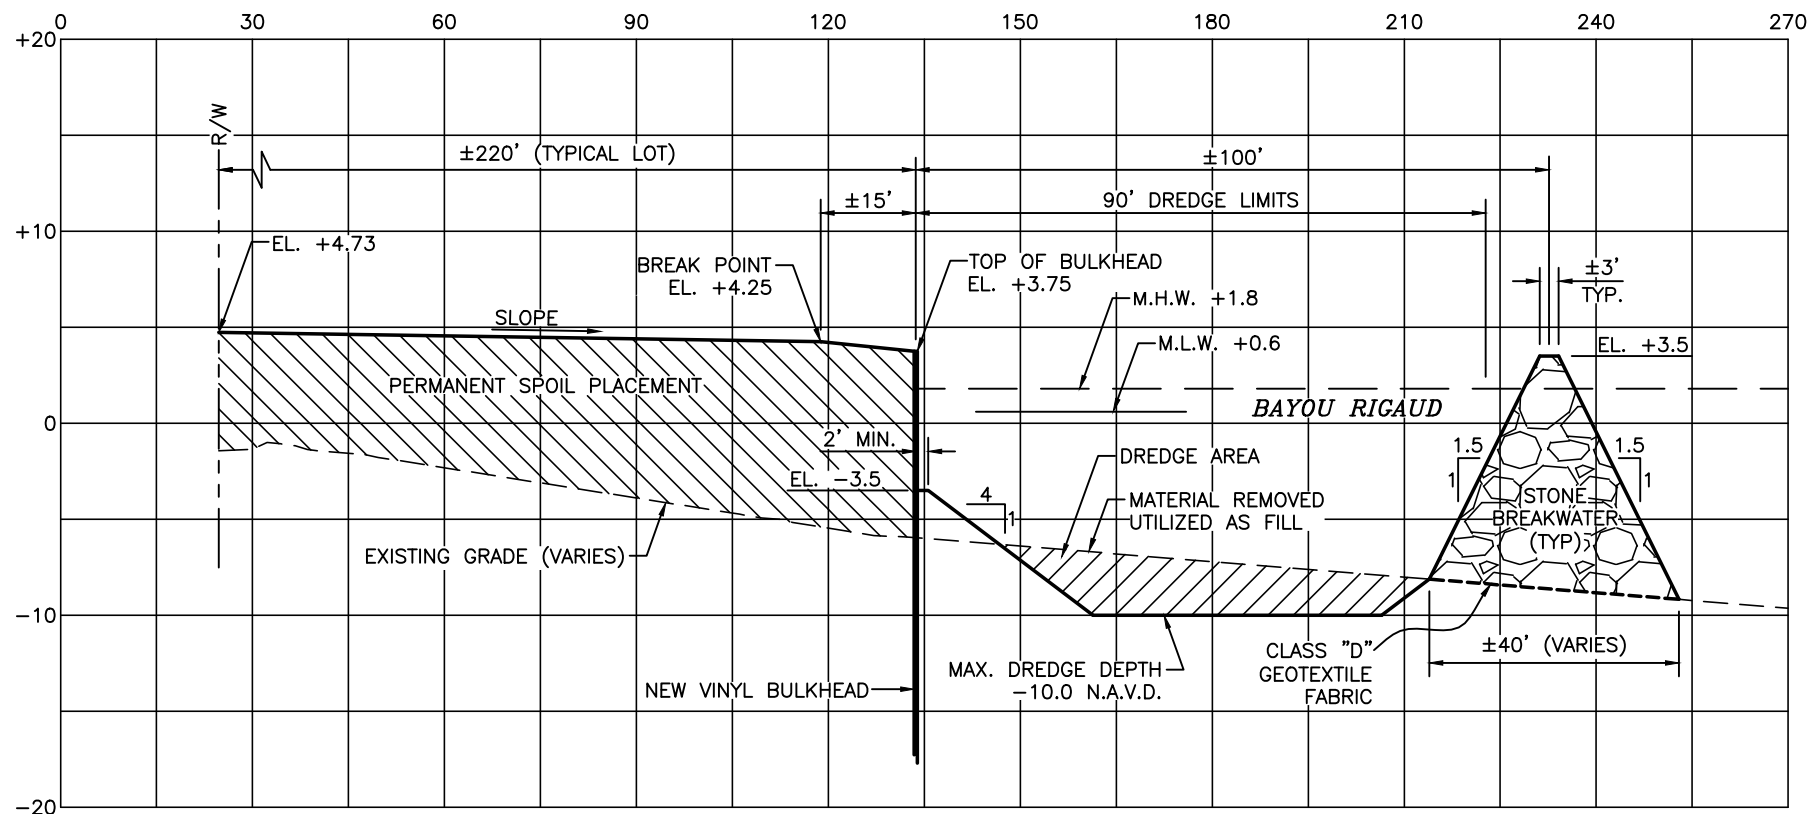 0 30 60 90 120 150 180 210 240 270
+20
+10
0
−10
−20
R/W
±220' (TYPICAL LOT)
±100'
±15'
90' DREDGE LIMITS
EL. +4.73
BREAK POINT
EL. +4.25
TOP OF BULKHEAD
EL. +3.75
M.H.W. +1.8
±3'
TYP.
SLOPE
M.L.W. +0.6
EL. +3.5
PERMANENT SPOIL PLACEMENT
BAYOU RIGAUD
2' MIN.
EL. −3.5
DREDGE AREA
1.5
1
1.5
1
4
1
MATERIAL REMOVED
UTILIZED AS FILL
STONE
BREAKWATER
(TYP)
EXISTING GRADE (VARIES)
MAX. DREDGE DEPTH
−10.0 N.A.V.D.
CLASS "D"
GEOTEXTILE
FABRIC
±40' (VARIES)
NEW VINYL BULKHEAD